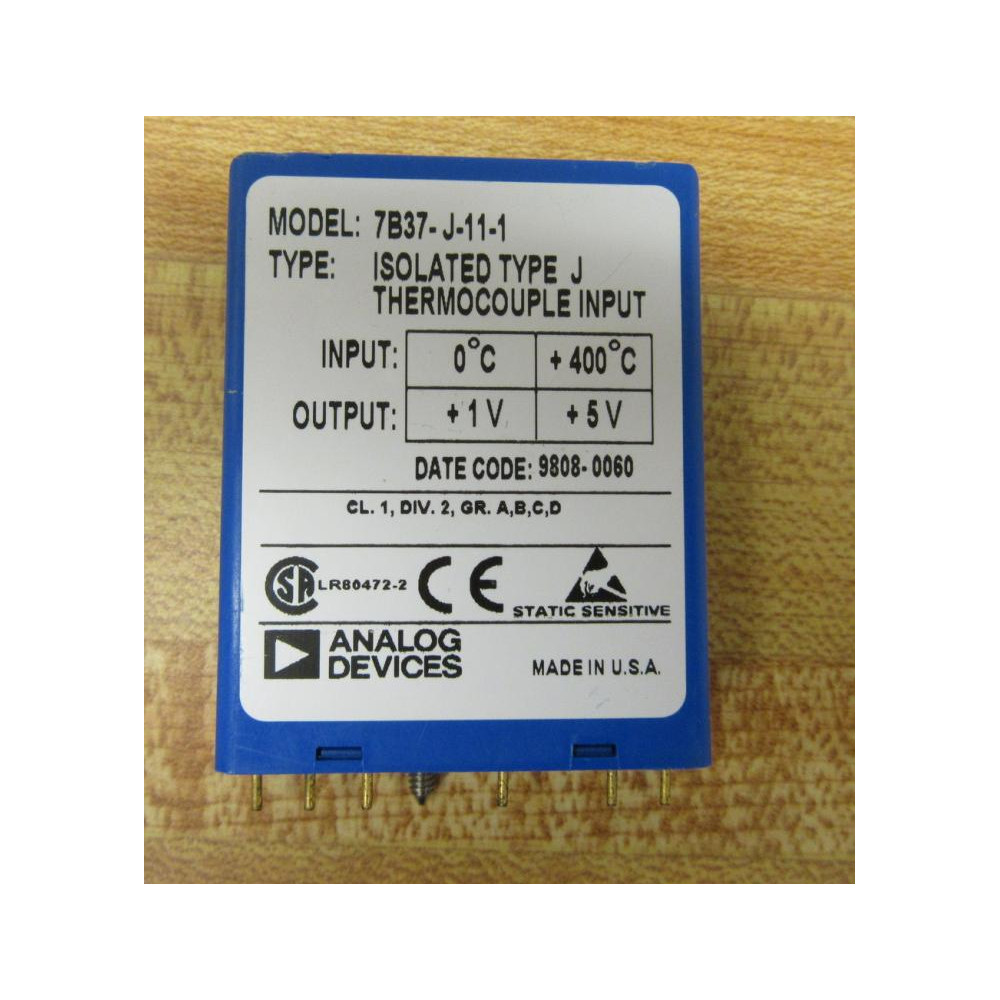 MODEL: 7B37-J-11-1
TYPE: ISOLATED TYPE J
THERMOCOUPLE INPUT
INPUT: 0°C +400°C
OUTPUT: +1V +5V
DATE CODE: 9808-0060
CL. 1, DIV. 2, GR. A,B,C,D
SA LR80472-2 CE
STATIC SENSITIVE
ANALOG
DEVICES
MADE IN U.S.A.